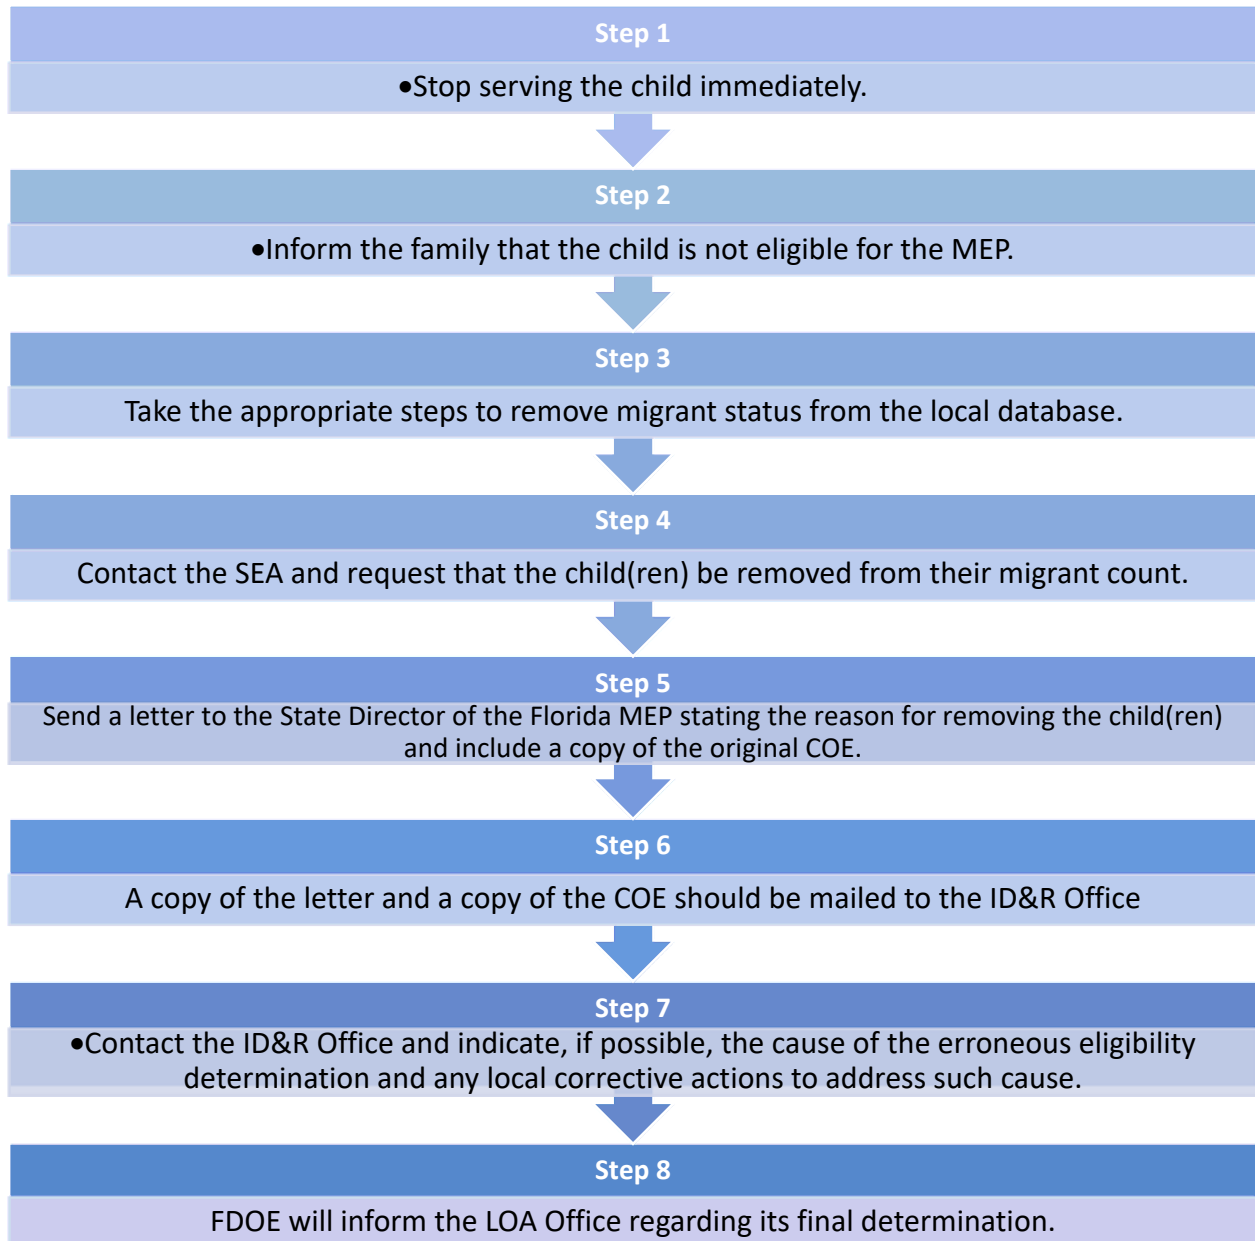 Step 1
•Stop serving the child immediately.
Step 2
•Inform the family that the child is not eligible for the MEP.
Step 3
Take the appropriate steps to remove migrant status from the local database.
Step 4
Contact the SEA and request that the child(ren) be removed from their migrant count.
Step 5
Send a letter to the State Director of the Florida MEP stating the reason for removing the child(ren)
and include a copy of the original COE.
Step 6
A copy of the letter and a copy of the COE should be mailed to the ID&R Office
Step 7
•Contact the ID&R Office and indicate, if possible, the cause of the erroneous eligibility
determination and any local corrective actions to address such cause.
Step 8
FDOE will inform the LOA Office regarding its final determination.